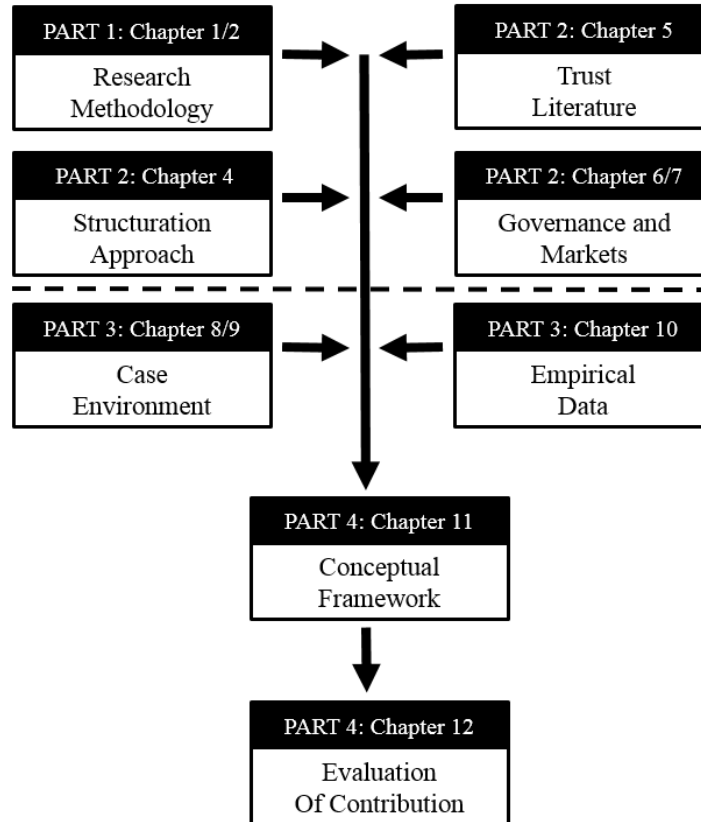 PART 1: Chapter 1/2
Research
Methodology
PART 2: Chapter 5
Trust
Literature
PART 2: Chapter 4
Structuration
Approach
PART 2: Chapter 6/7
Governance and
Markets
PART 3: Chapter 8/9
Case
Environment
PART 3: Chapter 10
Empirical
Data
PART 4: Chapter 11
Conceptual
Framework
PART 4: Chapter 12
Evaluation
Of Contribution